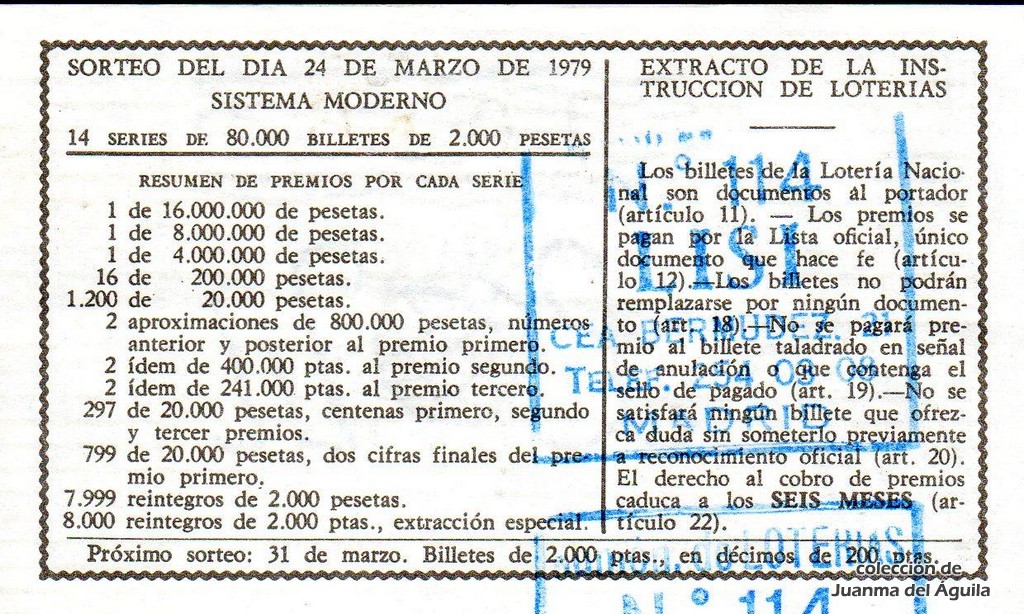 SORTEO DEL DIA 24 DE MARZO DE 1979
SISTEMA MODERNO
14 SERIES DE 80.000 BILLETES DE 2.000 PESETAS
RESUMEN DE PREMIOS POR CADA SERIE
1 de 16.000.000 de pesetas.
1 de 8.000.000 de pesetas.
1 de 4.000.000 de pesetas.
16 de 200.000 pesetas.
1.200 de 20.000 pesetas.
2 aproximaciones de 800.000 pesetas, números
anterior y posterior al premio primero.
2 ídem de 400.000 ptas. al premio segundo.
2 ídem de 241.000 ptas. al premio tercero.
297 de 20.000 pesetas, centenas primero, segundo
y tercer premios.
799 de 20.000 pesetas, dos cifras finales del pre-
mio primero.
7.999 reintegros de 2.000 pesetas.
8.000 reintegros de 2.000 ptas., extracción especial.
EXTRACTO DE LA INS-
TRUCCION DE LOTERIAS
Los billetes de la Lotería Nacio-
nal son documentos al portador
(artículo 11). — Los premios se
pagan por la Lista oficial, único
documento que hace fe (artícu-
lo 12).—Los billetes no podrán
remplazarse por ningún documen-
to (art. 18).—No se pagará pre-
mio al billete taladrado en señal
de anulación o que contenga el
sello de pagado (art. 19).—No se
satisfará ningún billete que ofrez-
ca duda sin someterlo previamente
a reconocimiento oficial (art. 20).
El derecho al cobro de premios
caduca a los SEIS MESES (ar-
tículo 22).
Próximo sorteo: 31 de marzo. Billetes de 2.000 ptas., en décimos de 200 ptas.
N.º 114
LISI
CEA BERMUDEZ, 21
MADRID
de LOTERIAS
N.º 114
colección de
Juanma del Águila